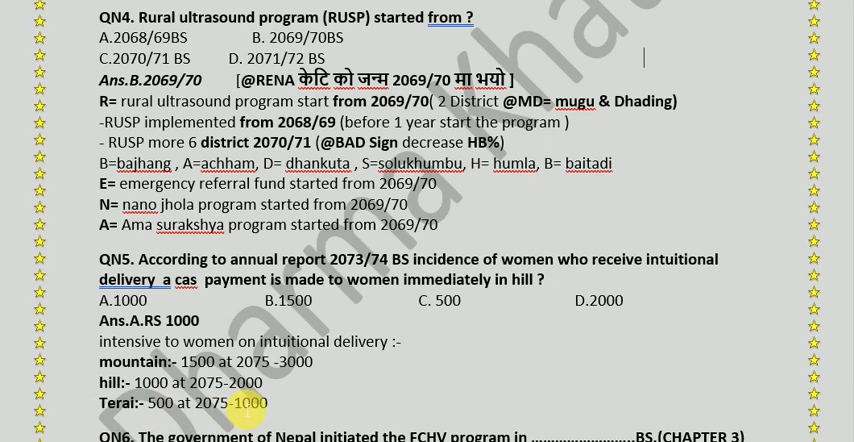 QN4. Rural ultrasound program (RUSP) started from ?
A.2068/69BS B. 2069/70BS
C.2070/71 BS D. 2071/72 BS
Ans.B.2069/70 [@RENA केटि को जन्म 2069/70 मा भयो ]
R= rural ultrasound program start from 2069/70( 2 District @MD= mugu & Dhading)
-RUSP implemented from 2068/69 (before 1 year start the program )
- RUSP more 6 district 2070/71 (@BAD Sign decrease HB%)
B=bajhang , A=achham, D= dhankuta , S=solukhumbu, H= humla, B= baitadi
E= emergency referral fund started from 2069/70
N= nano jhola program started from 2069/70
A= Ama surakshya program started from 2069/70
QN5. According to annual report 2073/74 BS incidence of women who receive intuitional
delivery a cas payment is made to women immediately in hill ?
A.1000 B.1500 C. 500 D.2000
Ans.A.RS 1000
intensive to women on intuitional delivery :-
mountain:- 1500 at 2075 -3000
hill:- 1000 at 2075-2000
Terai:- 500 at 2075-1000
QN6. The government of Nepal initiated the FCHV program in ........................BS.(CHAPTER 3)
Dharma Khat